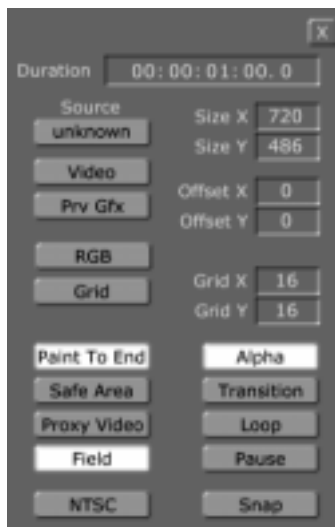 X
Duration 00:00:01:00.0
Source
unknown
Size X 720
Size Y 486
Video
Prv Gfx
Offset X 0
Offset Y 0
RGB
Grid
Grid X 16
Grid Y 16
Paint To End Alpha
Safe Area Transition
Proxy Video Loop
Field Pause
NTSC Snap